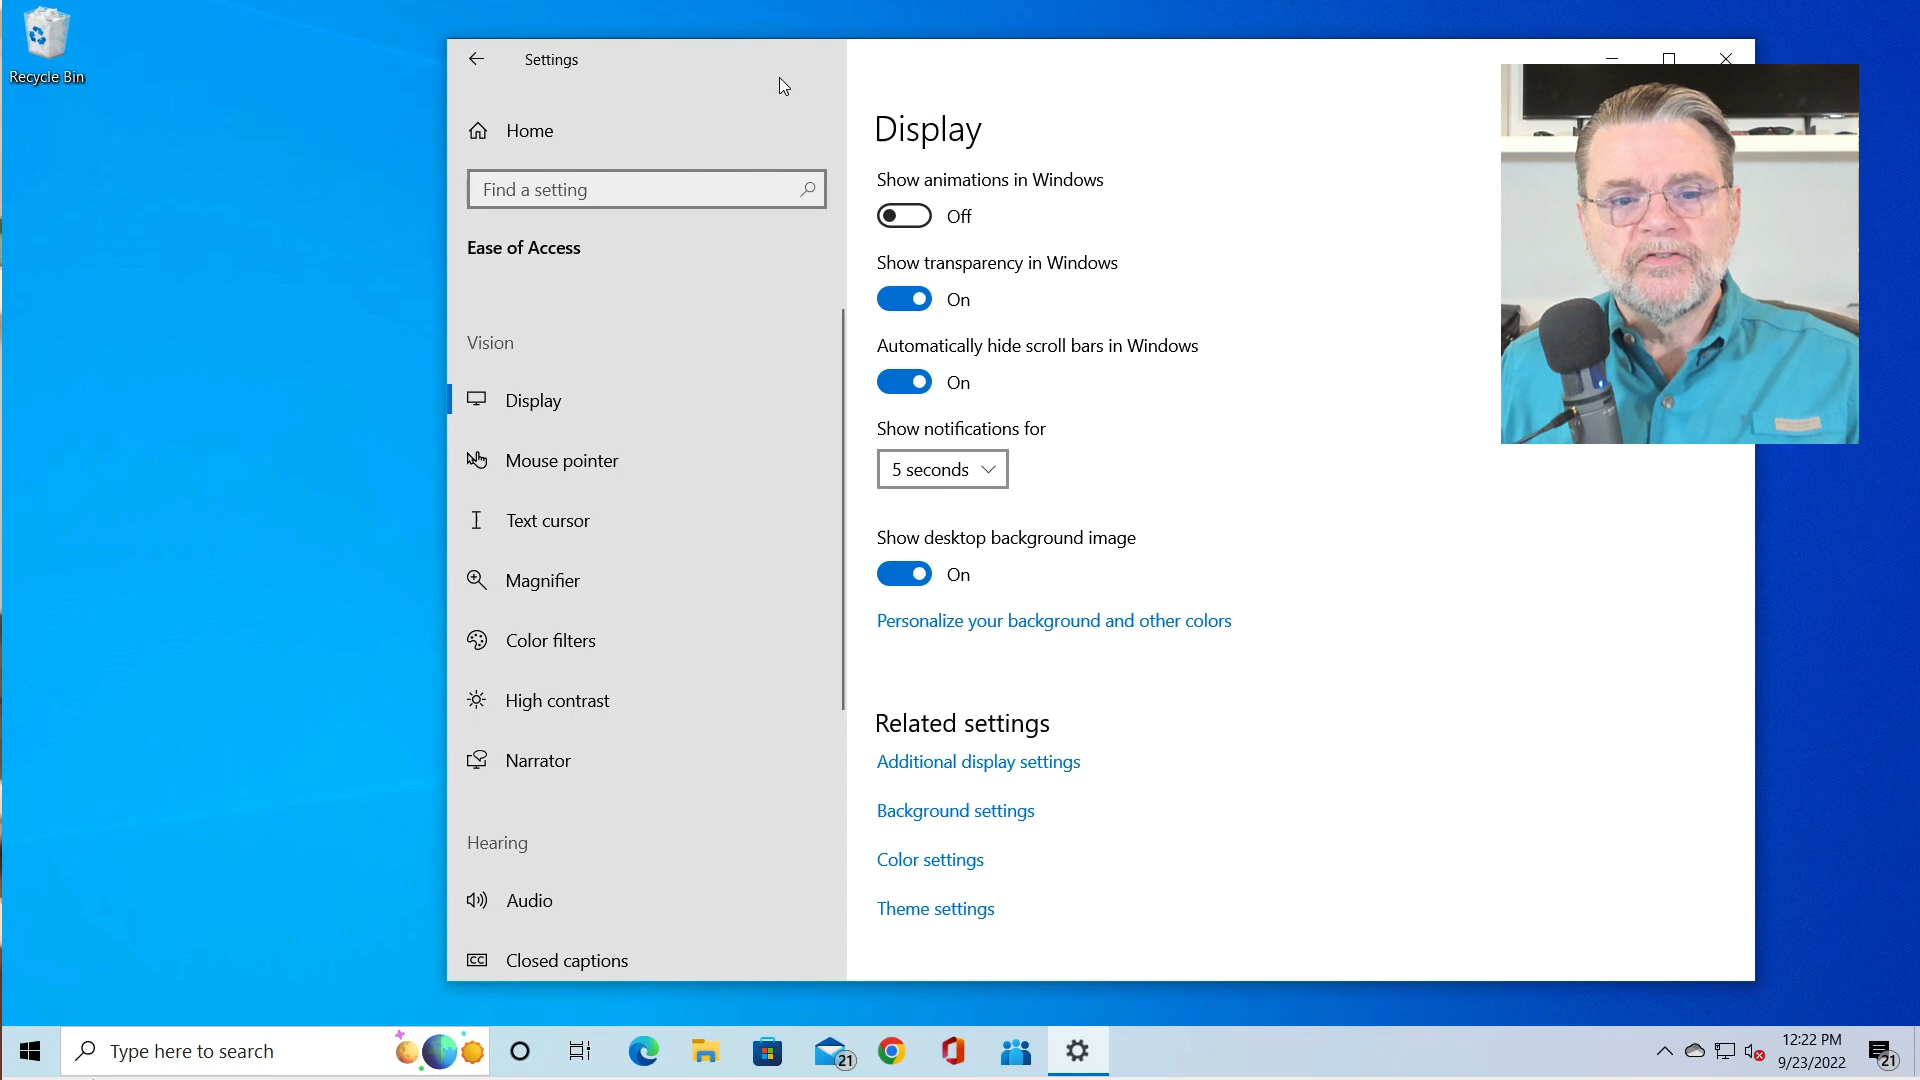 Recycle Bin
Settings
Home
Find a setting
Ease of Access
Vision
Display
Mouse pointer
Text cursor
Magnifier
Color filters
High contrast
Narrator
Hearing
Audio
Closed captions
Display
Show animations in Windows
Off
Show transparency in Windows
On
Automatically hide scroll bars in Windows
On
Show notifications for
5 seconds
Show desktop background image
On
Personalize your background and other colors
Related settings
Additional display settings
Background settings
Color settings
Theme settings
Type here to search
21
12:22 PM
9/23/2022
21